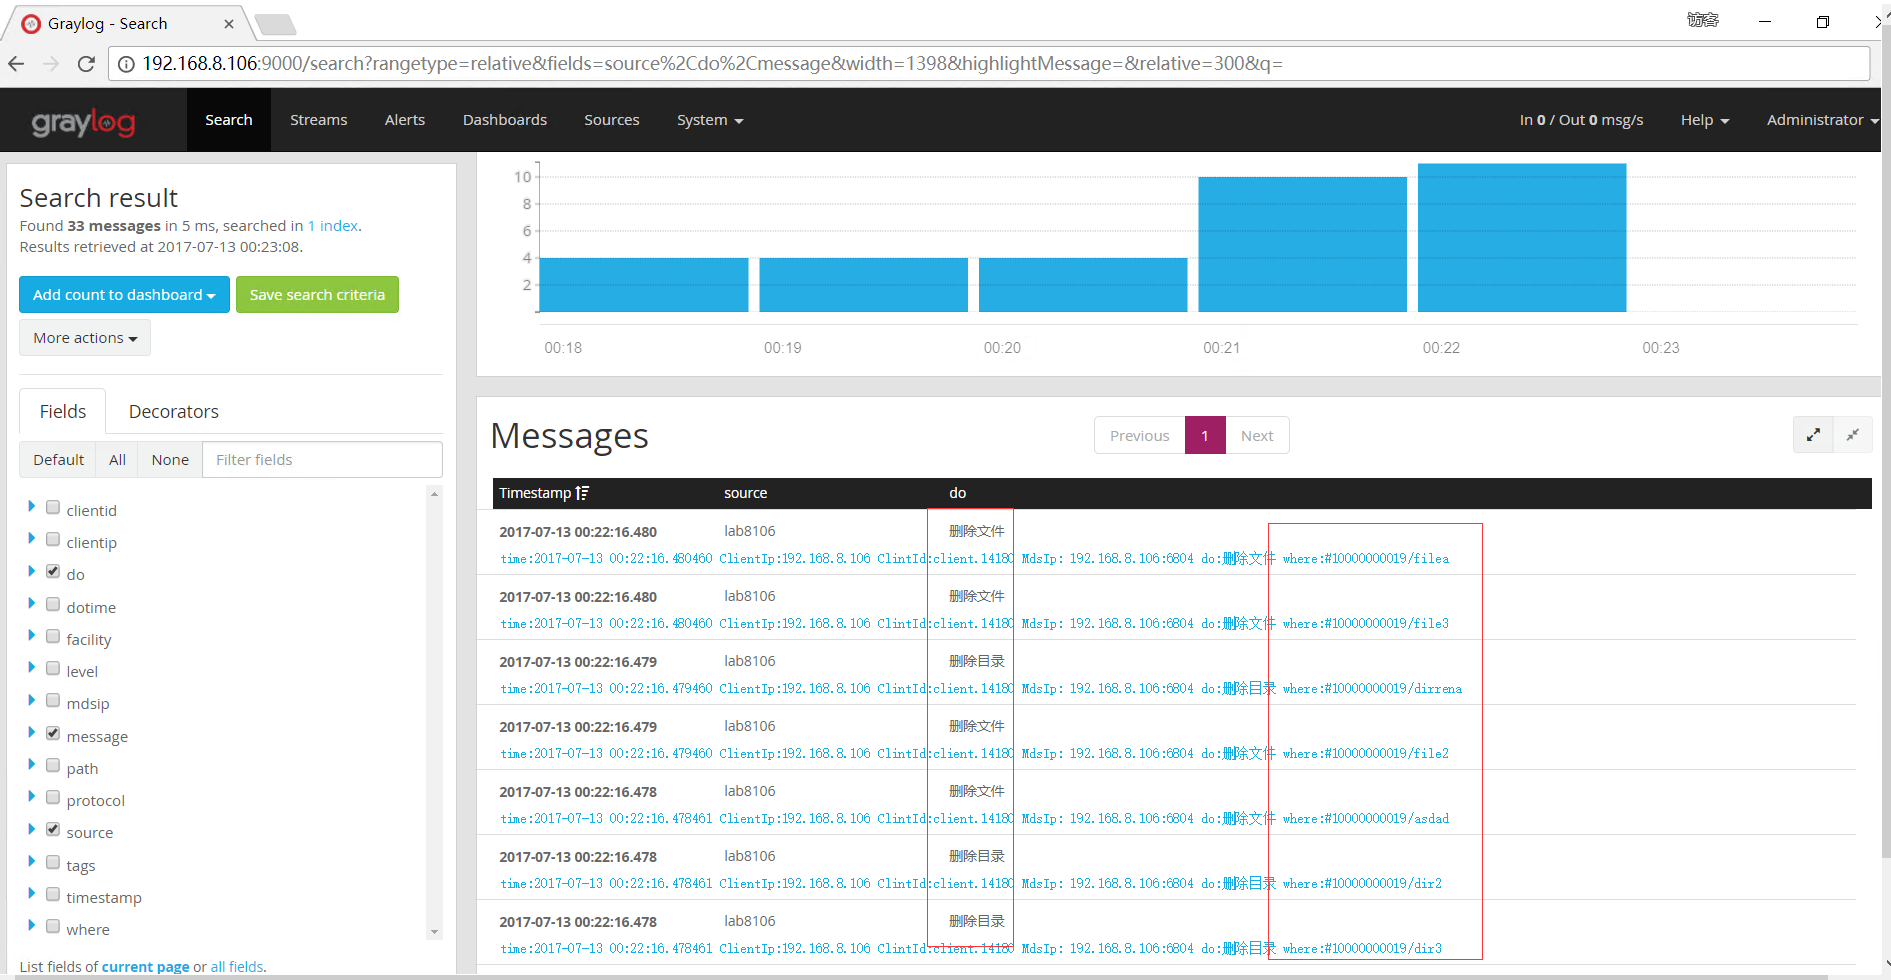 Graylog - Search
访客
192.168.8.106:9000/search?rangetype=relative&fields=source%2Cdo%2Cmessage&width=1398&highlightMessage=&relative=300&q=
graylog Search Streams Alerts Dashboards Sources System In 0 / Out 0 msg/s Help Administrator
Search result
Found 33 messages in 5 ms, searched in 1 index.
Results retrieved at 2017-07-13 00:23:08.
Add count to dashboard Save search criteria
More actions
Fields Decorators
Default All None Filter fields
clientid
clientip
do
dotime
facility
level
mdsip
message
path
protocol
source
tags
timestamp
where
List fields of current page or all fields.
10
8
6
4
2
00:18 00:19 00:20 00:21 00:22 00:23
Messages
Previous 1 Next
Timestamp source do
2017-07-13 00:22:16.480 lab8106 删除文件
time:2017-07-13 00:22:16.480460 ClientIp:192.168.8.106 ClintId:client.14180 MdsIp: 192.168.8.106:6804 do:删除文件 where:#10000000019/filea
2017-07-13 00:22:16.480 lab8106 删除文件
time:2017-07-13 00:22:16.480460 ClientIp:192.168.8.106 ClintId:client.14180 MdsIp: 192.168.8.106:6804 do:删除文件 where:#10000000019/file3
2017-07-13 00:22:16.479 lab8106 删除目录
time:2017-07-13 00:22:16.479460 ClientIp:192.168.8.106 ClintId:client.14180 MdsIp: 192.168.8.106:6804 do:删除目录 where:#10000000019/dirrena
2017-07-13 00:22:16.479 lab8106 删除文件
time:2017-07-13 00:22:16.479460 ClientIp:192.168.8.106 ClintId:client.14180 MdsIp: 192.168.8.106:6804 do:删除文件 where:#10000000019/file2
2017-07-13 00:22:16.478 lab8106 删除文件
time:2017-07-13 00:22:16.478461 ClientIp:192.168.8.106 ClintId:client.14180 MdsIp: 192.168.8.106:6804 do:删除文件 where:#10000000019/asdad
2017-07-13 00:22:16.478 lab8106 删除目录
time:2017-07-13 00:22:16.478461 ClientIp:192.168.8.106 ClintId:client.14180 MdsIp: 192.168.8.106:6804 do:删除目录 where:#10000000019/dir2
2017-07-13 00:22:16.478 lab8106 删除目录
time:2017-07-13 00:22:16.478461 ClientIp:192.168.8.106 ClintId:client.14180 MdsIp: 192.168.8.106:6804 do:删除目录 where:#10000000019/dir3